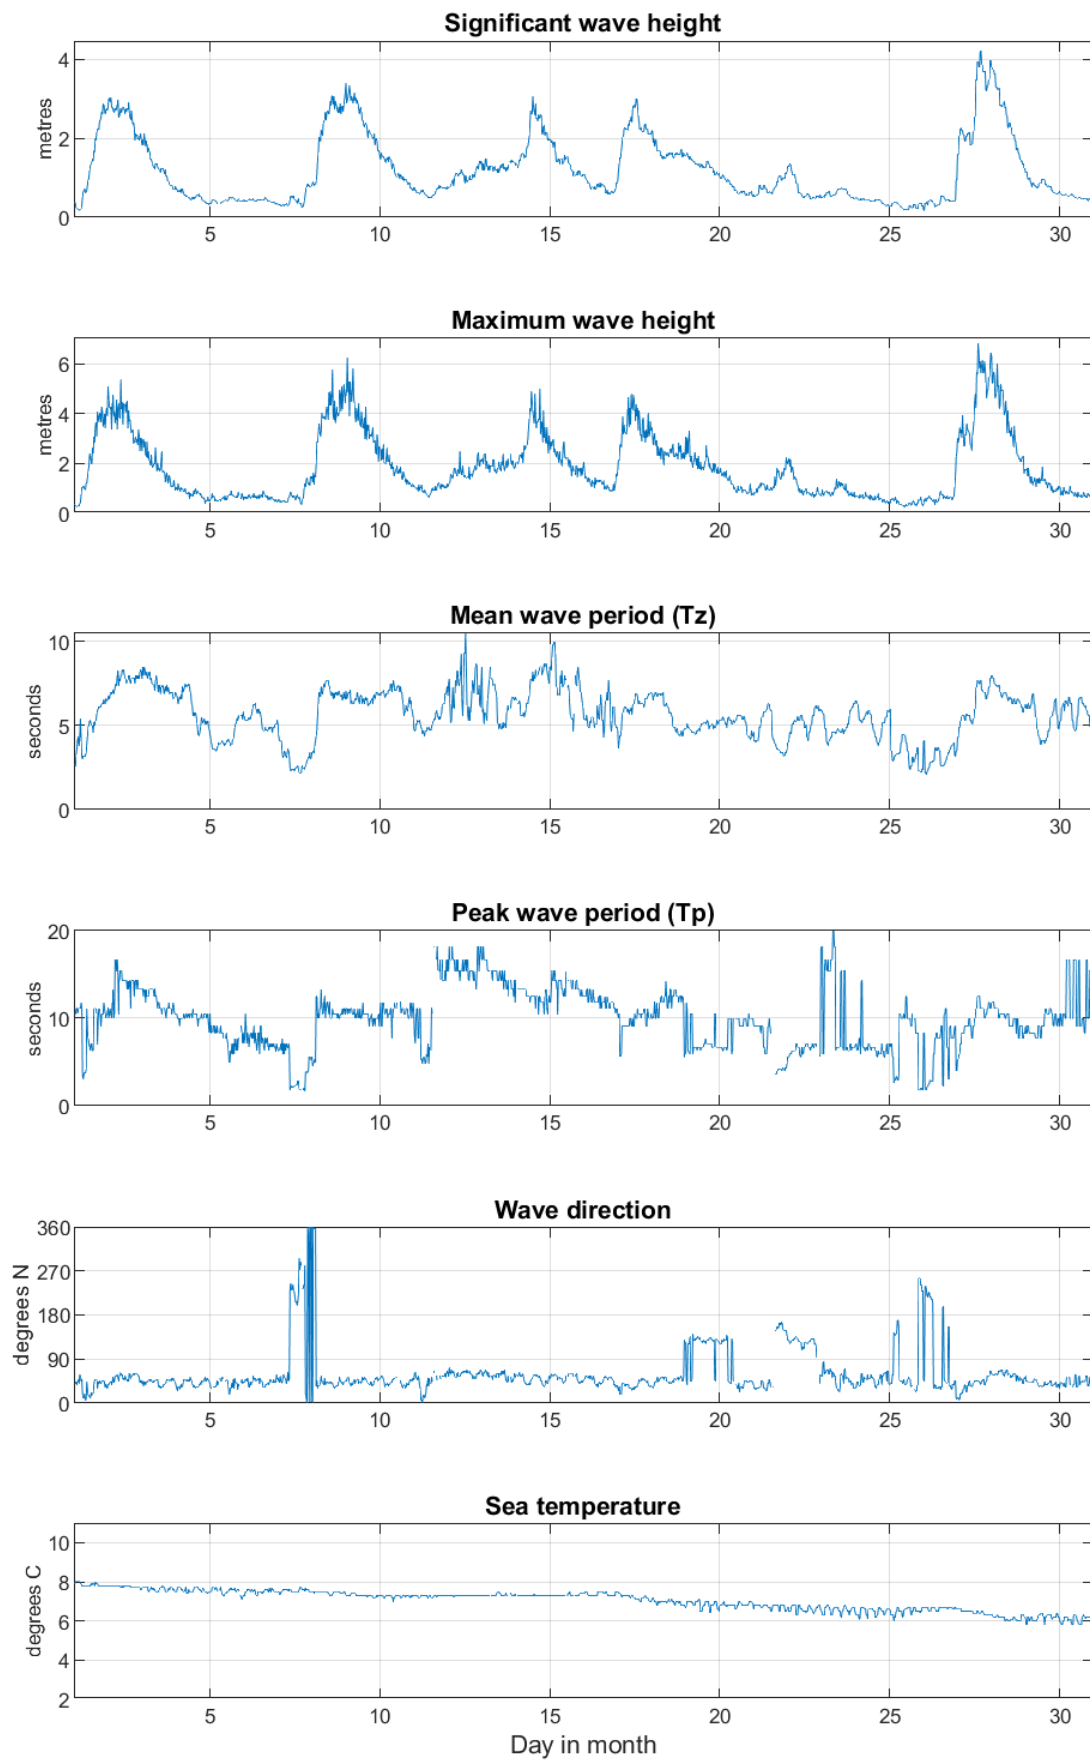 Significant wave height
4
2
0
metres
5 10 15 20 25 30
Maximum wave height
6
4
2
0
metres
5 10 15 20 25 30
Mean wave period (Tz)
10
5
0
seconds
5 10 15 20 25 30
Peak wave period (Tp)
20
10
0
seconds
5 10 15 20 25 30
Wave direction
360
270
180
90
0
degrees N
5 10 15 20 25 30
Sea temperature
10
8
6
4
2
degrees C
5 10 15 20 25 30
Day in month